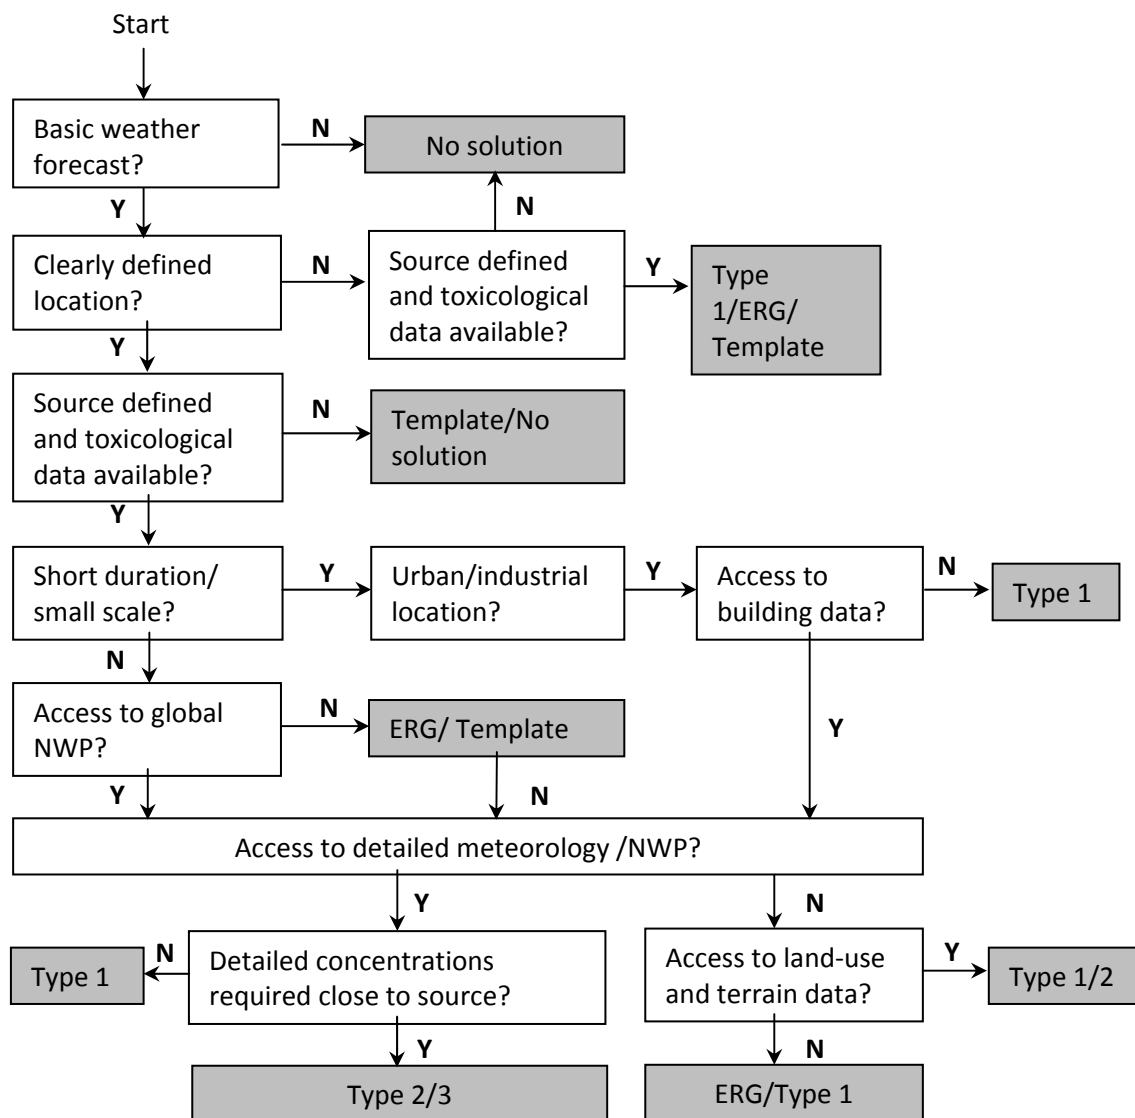 Start
Basic weather
forecast?
N
No solution
Y
N
Clearly defined
location?
N
Source defined
and toxicological
data available?
Y
Type
1/ERG/
Template
Y
Source defined
and toxicological
data available?
N
Template/No
solution
Y
Short duration/
small scale?
Y
Urban/industrial
location?
Y
Access to
building data?
N
Type 1
N
Access to global
NWP?
N
ERG/ Template
Y
Y
N
Access to detailed meteorology /NWP?
Y
N
Type 1
N
Detailed concentrations
required close to source?
Access to land-use
and terrain data?
Y
Type 1/2
Y
N
Type 2/3
ERG/Type 1